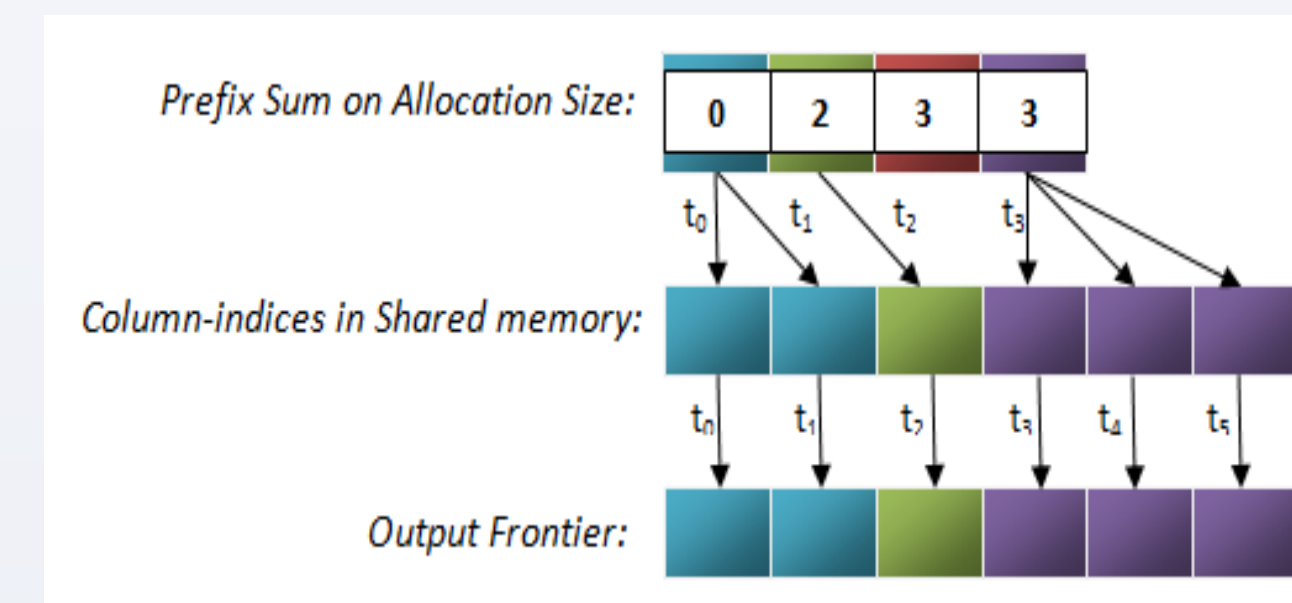 Prefix Sum on Allocation Size: 0 2 3 3
t₀ t₁ t₂ t₃
Column-indices in Shared memory:
t₀ t₁ t₂ t₃ t₄ t₅
Output Frontier: